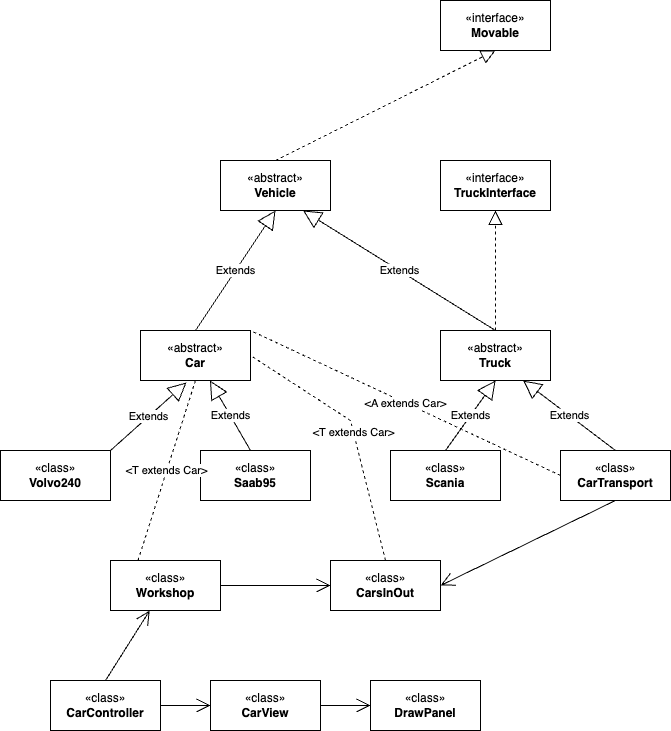 «interface»
Movable
«abstract»
Vehicle
«interface»
TruckInterface
Extends
Extends
«abstract»
Car
«abstract»
Truck
<A extends Car>
Extends
Extends
Extends
Extends
<T extends Car>
«class»
Volvo240
<T extends Car>
«class»
Saab95
«class»
Scania
«class»
CarTransport
«class»
Workshop
«class»
CarsInOut
«class»
CarController
«class»
CarView
«class»
DrawPanel